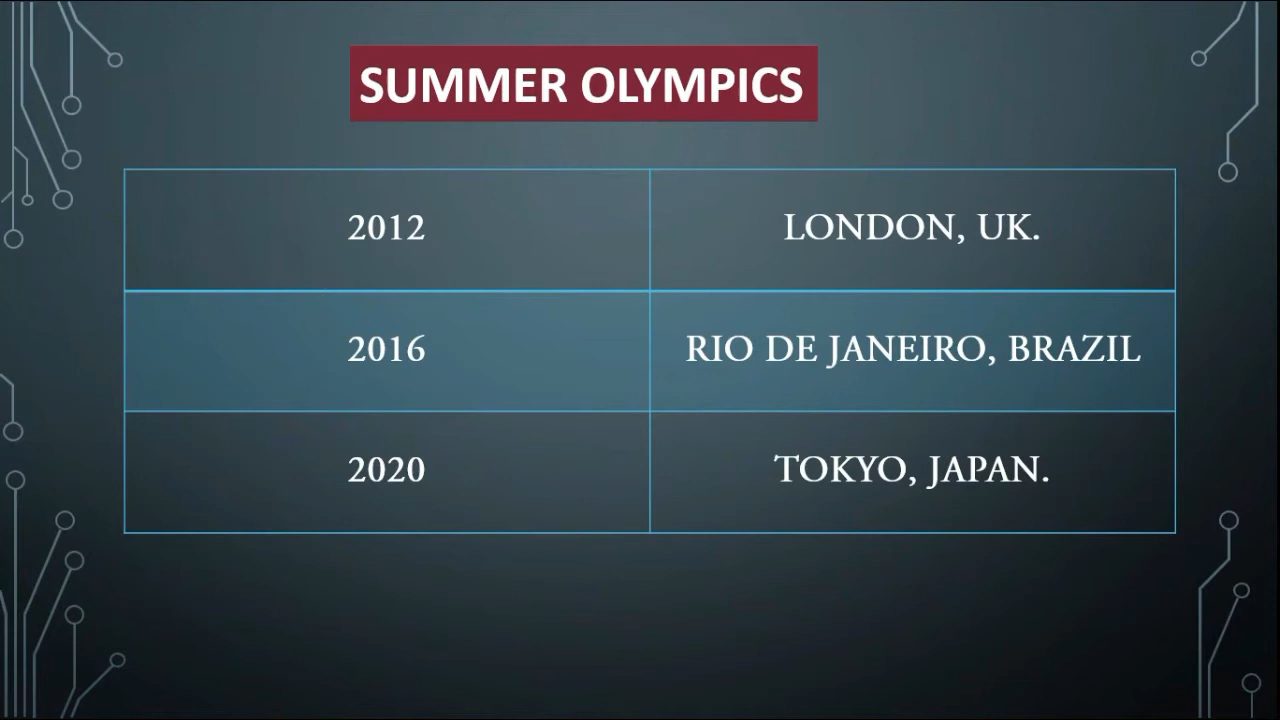 SUMMER OLYMPICS
2012 LONDON, UK.
2016 RIO DE JANEIRO, BRAZIL
2020 TOKYO, JAPAN.